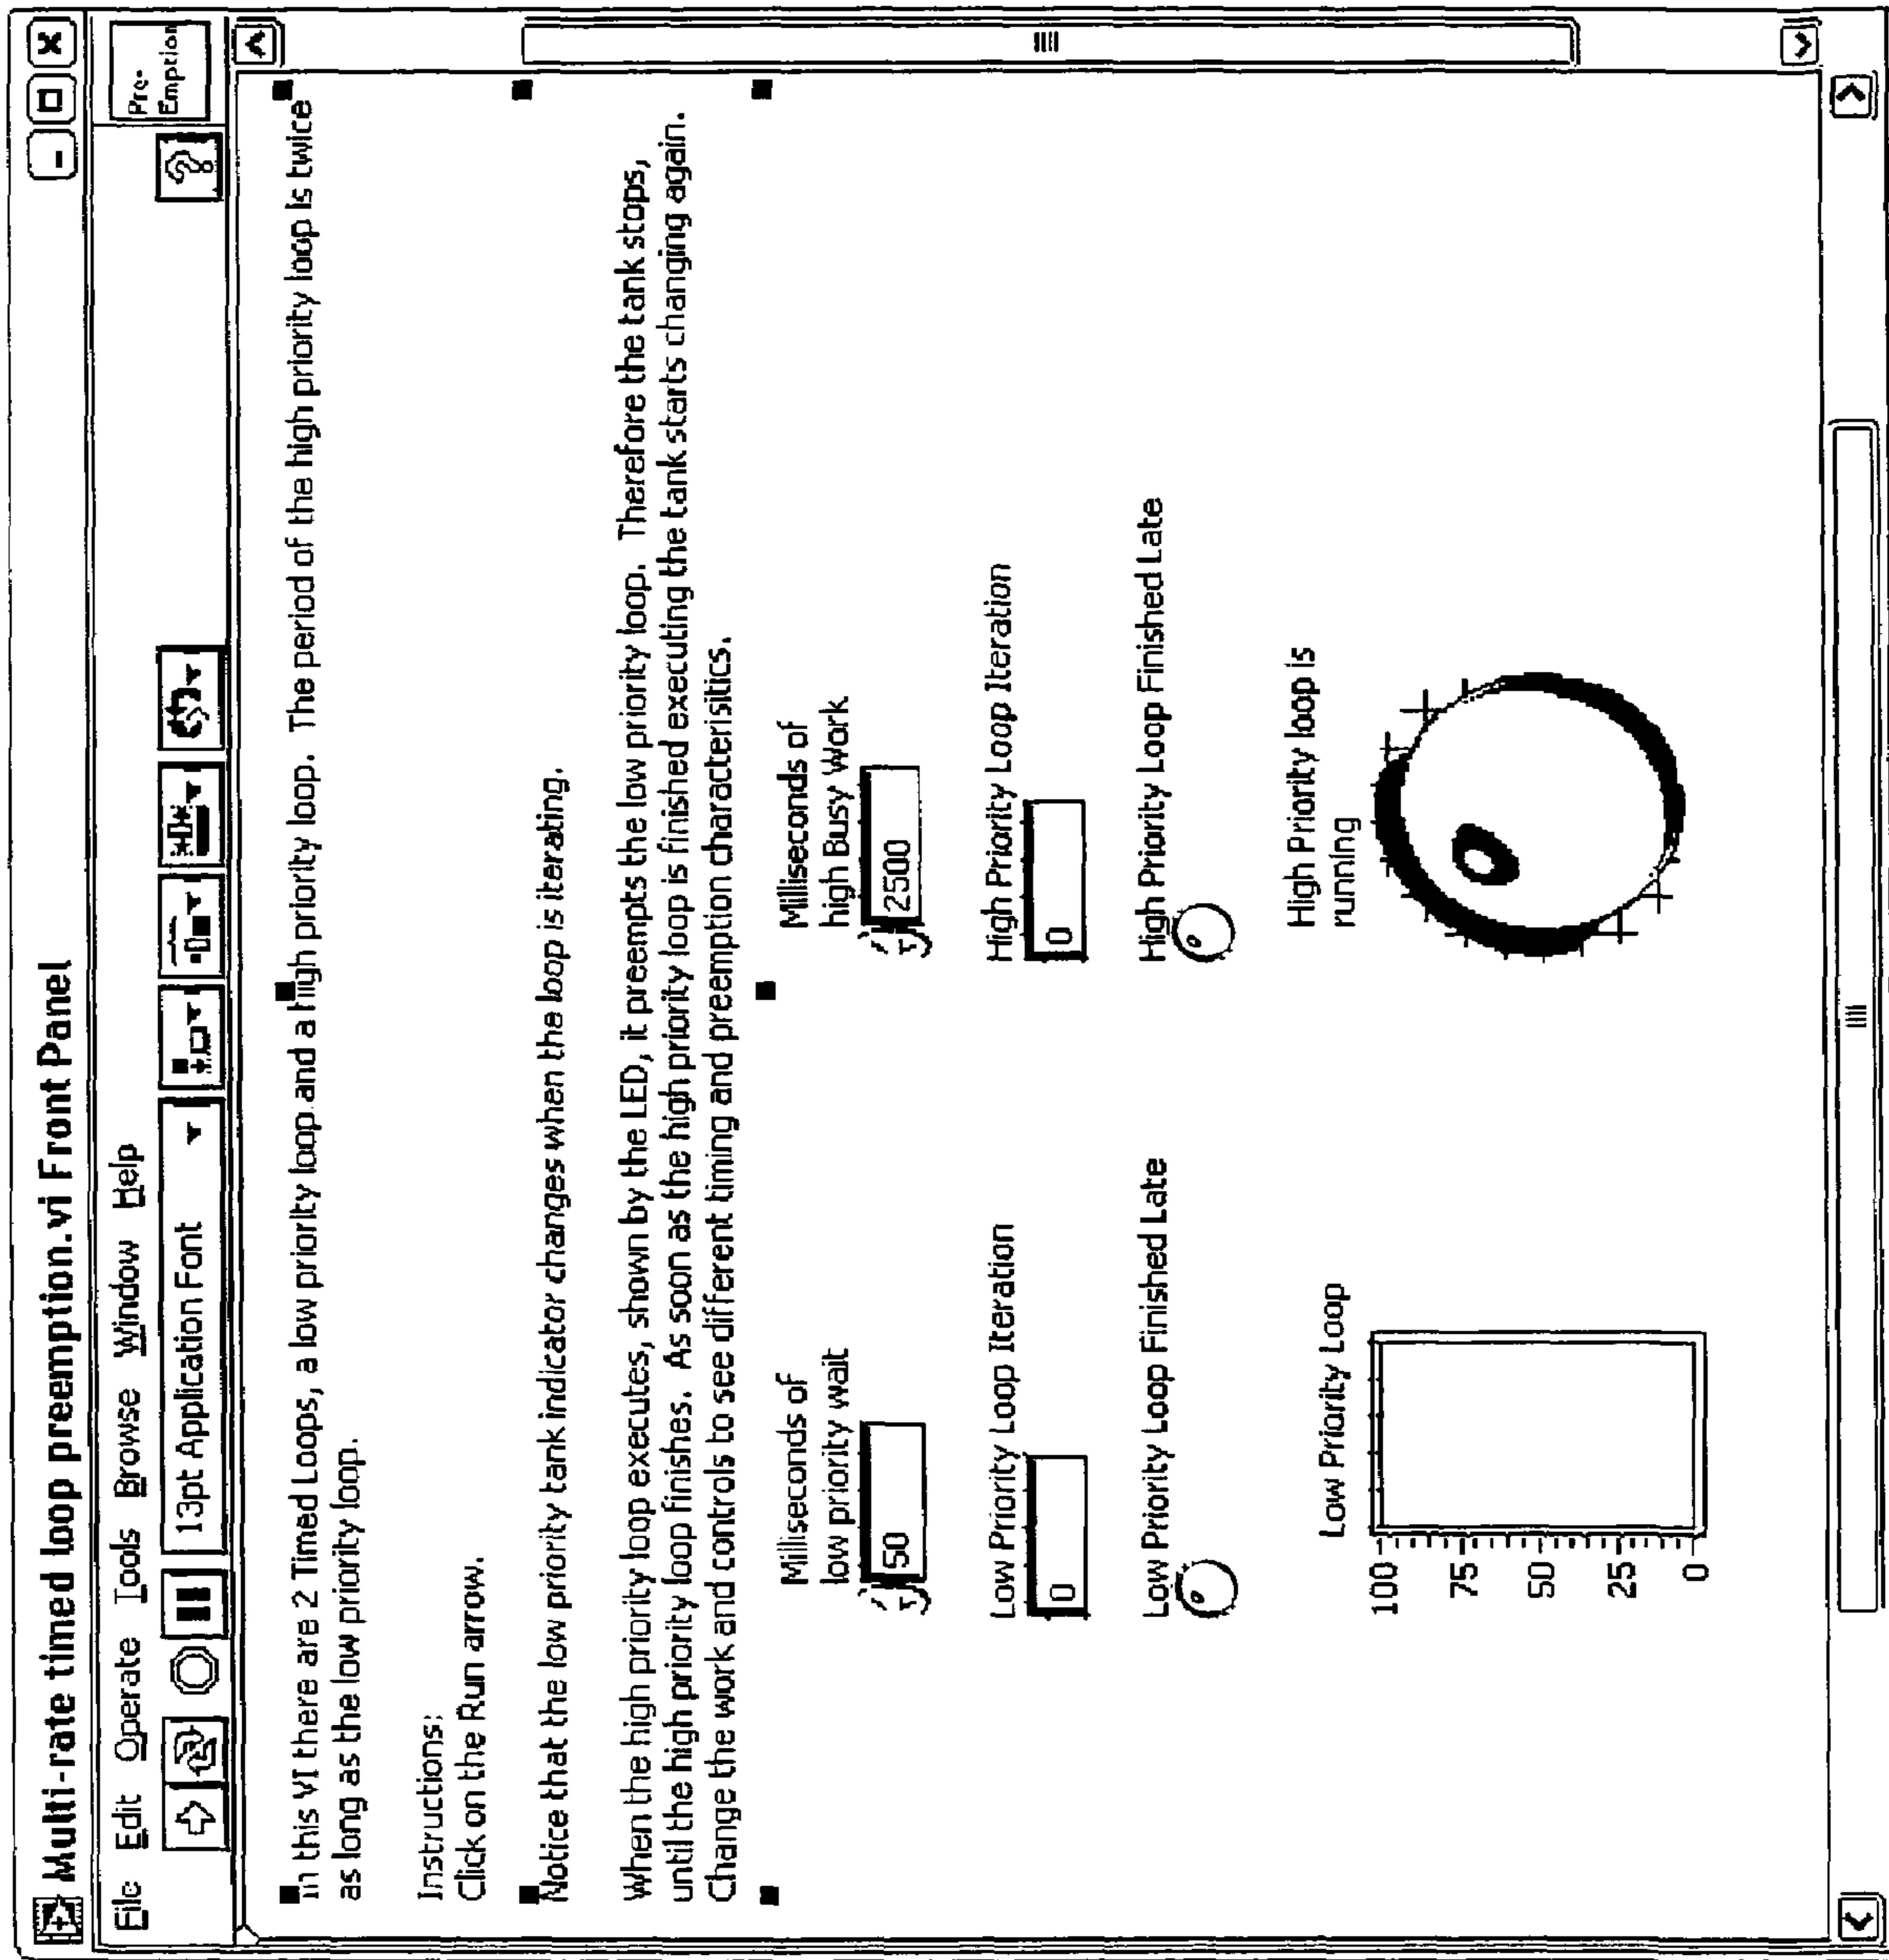 Multi-rate timed loop preemption.vi Front Panel
File Edit Operate Tools Browse Window Help
13pt Application Font
Pre-
Emption
In this VI there are 2 Timed Loops, a low priority loop and a high priority loop. The period of the high priority loop is twice
as long as the low priority loop.
Instructions:
Click on the Run arrow.
Notice that the low priority tank indicator changes when the loop is iterating.
When the high priority loop executes, shown by the LED, it preempts the low priority loop. Therefore the tank stops,
until the high priority loop finishes. As soon as the high priority loop is finished executing the tank starts changing again.
Change the work and controls to see different timing and preemption characterisitics.
Milliseconds of
low priority wait
50
Milliseconds of
high Busy Work
2500
Low Priority Loop Iteration
0
High Priority Loop Iteration
0
Low Priority Loop Finished Late
High Priority Loop Finished Late
Low Priority Loop
100
75
50
25
0
High Priority loop is
running